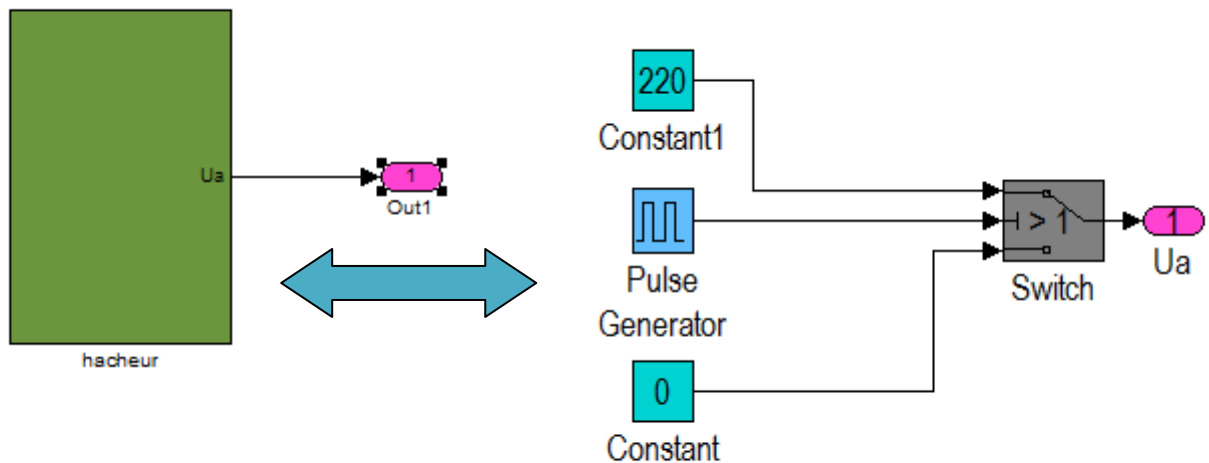 Ua
1
Out1
hacheur
220
Constant1
Pulse
Generator
0
Constant
> 1
Switch
1
Ua